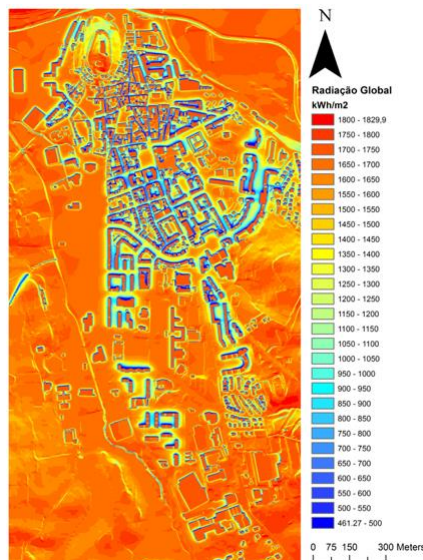 N
Radiação Global
kWh/m2
1800 - 1829,9
1750 - 1800
1700 - 1750
1650 - 1700
1600 - 1650
1550 - 1600
1500 - 1550
1450 - 1500
1400 - 1450
1350 - 1400
1300 - 1350
1250 - 1300
1200 - 1250
1150 - 1200
1100 - 1150
1050 - 1100
1000 - 1050
950 - 1000
900 - 950
850 - 900
800 - 850
750 - 800
700 - 750
650 - 700
600 - 650
550 - 600
500 - 550
461.27 - 500
0 75 150 300 Meters